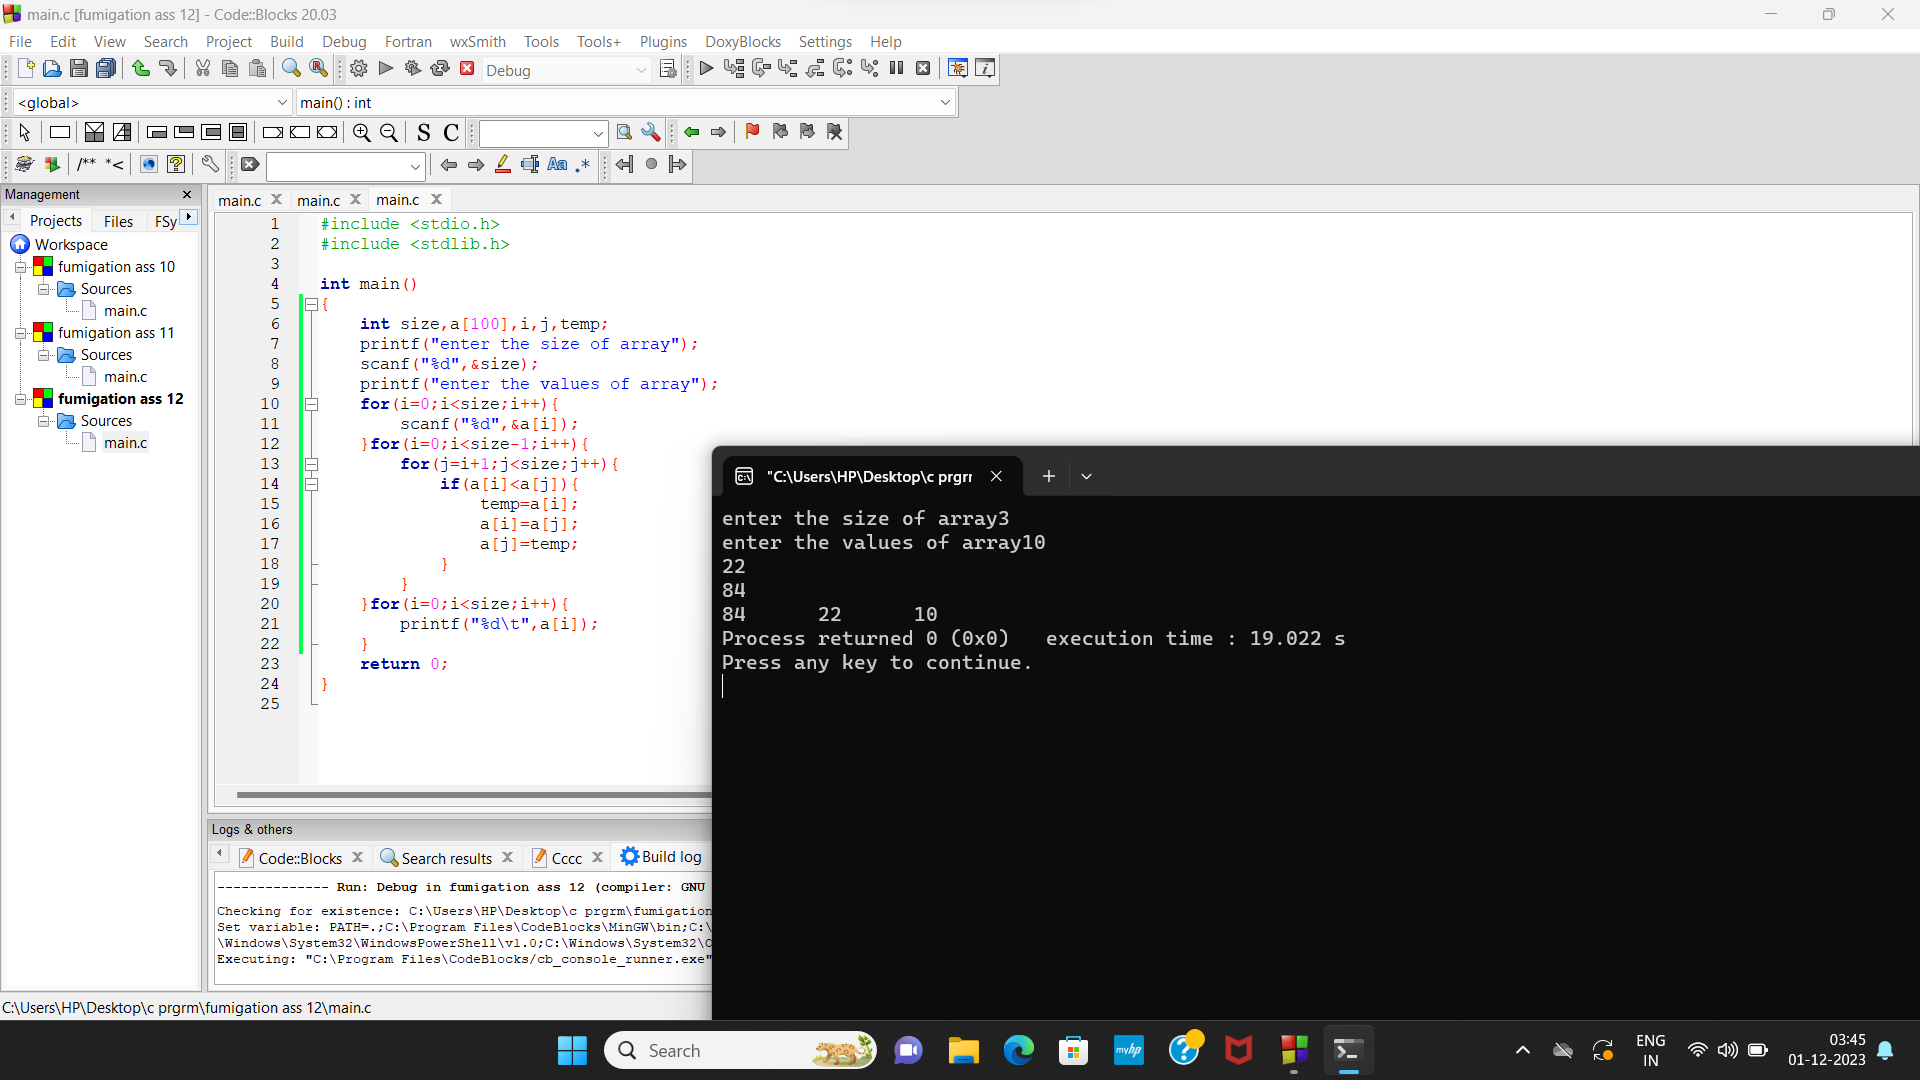 main.c [fumigation ass 12] - Code::Blocks 20.03
File Edit View Search Project Build Debug Fortran wxSmith Tools Tools+ Plugins DoxyBlocks Settings Help
Debug
<global> main() : int
S C
/** *<
Aa .*
Management
Projects Files FSy
Workspace
fumigation ass 10
Sources
main.c
fumigation ass 11
Sources
main.c
fumigation ass 12
Sources
main.c
main.c main.c main.c
1 #include <stdio.h>
2 #include <stdlib.h>
3
4 int main()
5 {
6 int size,a[100],i,j,temp;
7 printf("enter the size of array");
8 scanf("%d",&size);
9 printf("enter the values of array");
10 for(i=0;i<size;i++){
11 scanf("%d",&a[i]);
12 }for(i=0;i<size-1;i++){
13 for(j=i+1;j<size;j++){
14 if(a[i]<a[j]){
15 temp=a[i];
16 a[i]=a[j];
17 a[j]=temp;
18 }
19 }
20 }for(i=0;i<size;i++){
21 printf("%d\t",a[i]);
22 }
23 return 0;
24 }
25
"C:\Users\HP\Desktop\c prgrr
enter the size of array3
enter the values of array10
22
84
84 22 10
Process returned 0 (0x0) execution time : 19.022 s
Press any key to continue.
Logs & others
Code::Blocks Search results Cccc Build log
-------------- Run: Debug in fumigation ass 12 (compiler: GNU
Checking for existence: C:\Users\HP\Desktop\c prgrm\fumigation
Set variable: PATH=.;C:\Program Files\CodeBlocks\MinGW\bin;C:\
\Windows\System32\WindowsPowerShell\v1.0;C:\Windows\System32\O
Executing: "C:\Program Files\CodeBlocks/cb_console_runner.exe"
C:\Users\HP\Desktop\c prgrm\fumigation ass 12\main.c
Search
myhp
ENG
IN
03:45
01-12-2023